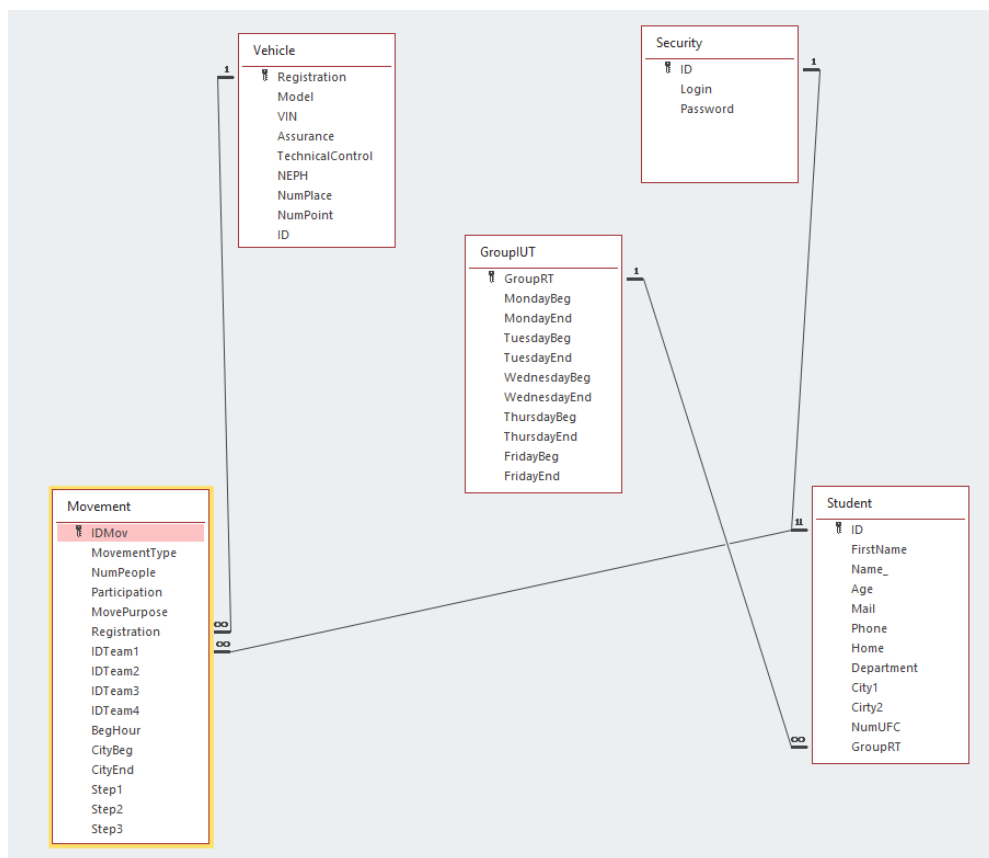 Vehicle
1
Registration
Model
VIN
Assurance
TechnicalControl
NEPH
NumPlace
NumPoint
ID
Security
1
ID
Login
Password
GroupIUT
1
GroupRT
MondayBeg
MondayEnd
TuesdayBeg
TuesdayEnd
WednesdayBeg
WednesdayEnd
ThursdayBeg
ThursdayEnd
FridayBeg
FridayEnd
Movement
IDMov
MovementType
NumPeople
Participation
MovePurpose
Registration
∞
IDTeam1
∞
IDTeam2
IDTeam3
IDTeam4
BegHour
CityBeg
CityEnd
Step1
Step2
Step3
Student
11
ID
FirstName
Name_
Age
Mail
Phone
Home
Department
City1
Cirty2
NumUFC
GroupRT
∞